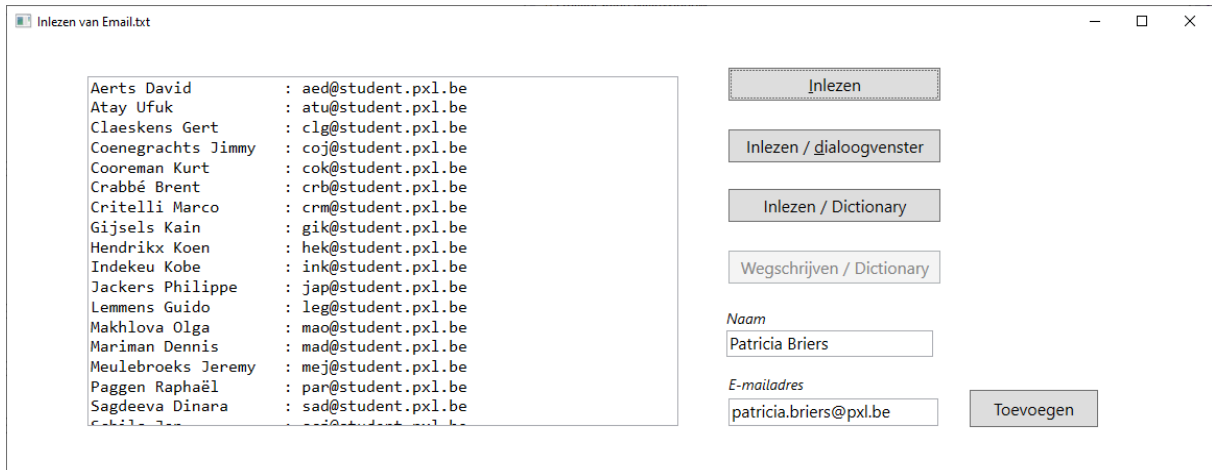 Inlezen van Email.txt
Aerts David : aed@student.pxl.be
Atay Ufuk : atu@student.pxl.be
Claeskens Gert : clg@student.pxl.be
Coenegrachts Jimmy : coj@student.pxl.be
Cooreman Kurt : cok@student.pxl.be
Crabbé Brent : crb@student.pxl.be
Critelli Marco : crm@student.pxl.be
Gijsels Kain : gik@student.pxl.be
Hendrikx Koen : hek@student.pxl.be
Indekeu Kobe : ink@student.pxl.be
Jackers Philippe : jap@student.pxl.be
Lemmens Guido : leg@student.pxl.be
Makhlova Olga : mao@student.pxl.be
Mariman Dennis : mad@student.pxl.be
Meulebroeks Jeremy : mej@student.pxl.be
Paggen Raphaël : par@student.pxl.be
Sagdeeva Dinara : sad@student.pxl.be
Inlezen
Inlezen / dialoogvenster
Inlezen / Dictionary
Wegschrijven / Dictionary
Naam
Patricia Briers
E-mailadres
patricia.briers@pxl.be
Toevoegen